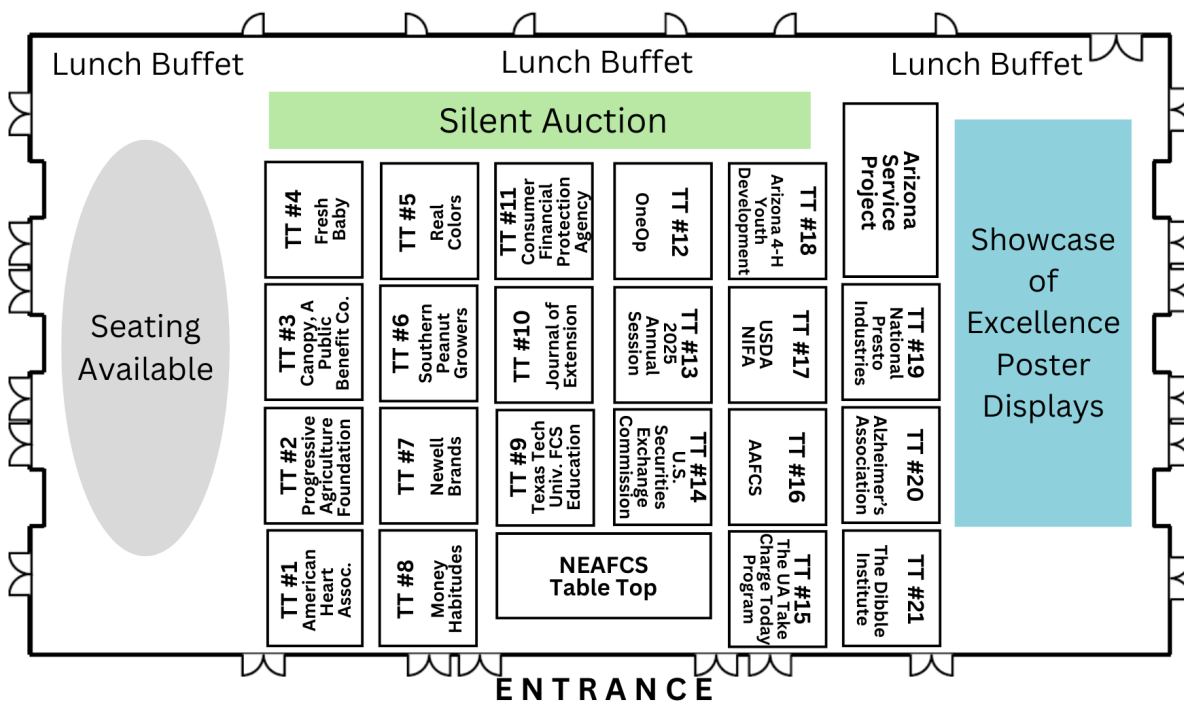 Lunch Buffet
Lunch Buffet
Lunch Buffet
Silent Auction
Seating
Available
TT #4
Fresh
Baby
TT #5
Real
Colors
TT #11
Consumer
Financial
Protection
Agency
TT #12
OneOp
TT #18
Arizona 4-H
Youth
Development
Arizona
Service
Project
Showcase
of
Excellence
Poster
Displays
TT #3
Canopy, A
Public
Benefit Co.
TT #6
Southern
Peanut
Growers
TT #10
Journal of
Extension
TT #13
2025
Annual
Session
TT #17
USDA
NIFA
TT #19
National
Presto
Industries
TT #2
Progressive
Agriculture
Foundation
TT #7
Newell
Brands
TT #9
Texas Tech
Univ. FCS
Education
TT #14
U.S.
Securities
Exchange
Commission
TT #16
AAFCS
TT #20
Alzheimer's
Association
TT #1
American
Heart
Assoc.
TT #8
Money
Habitudes
NEAFCS
Table Top
TT #15
The UA Take
Charge Today
Program
TT #21
The Dibble
Institute
ENTRANCE